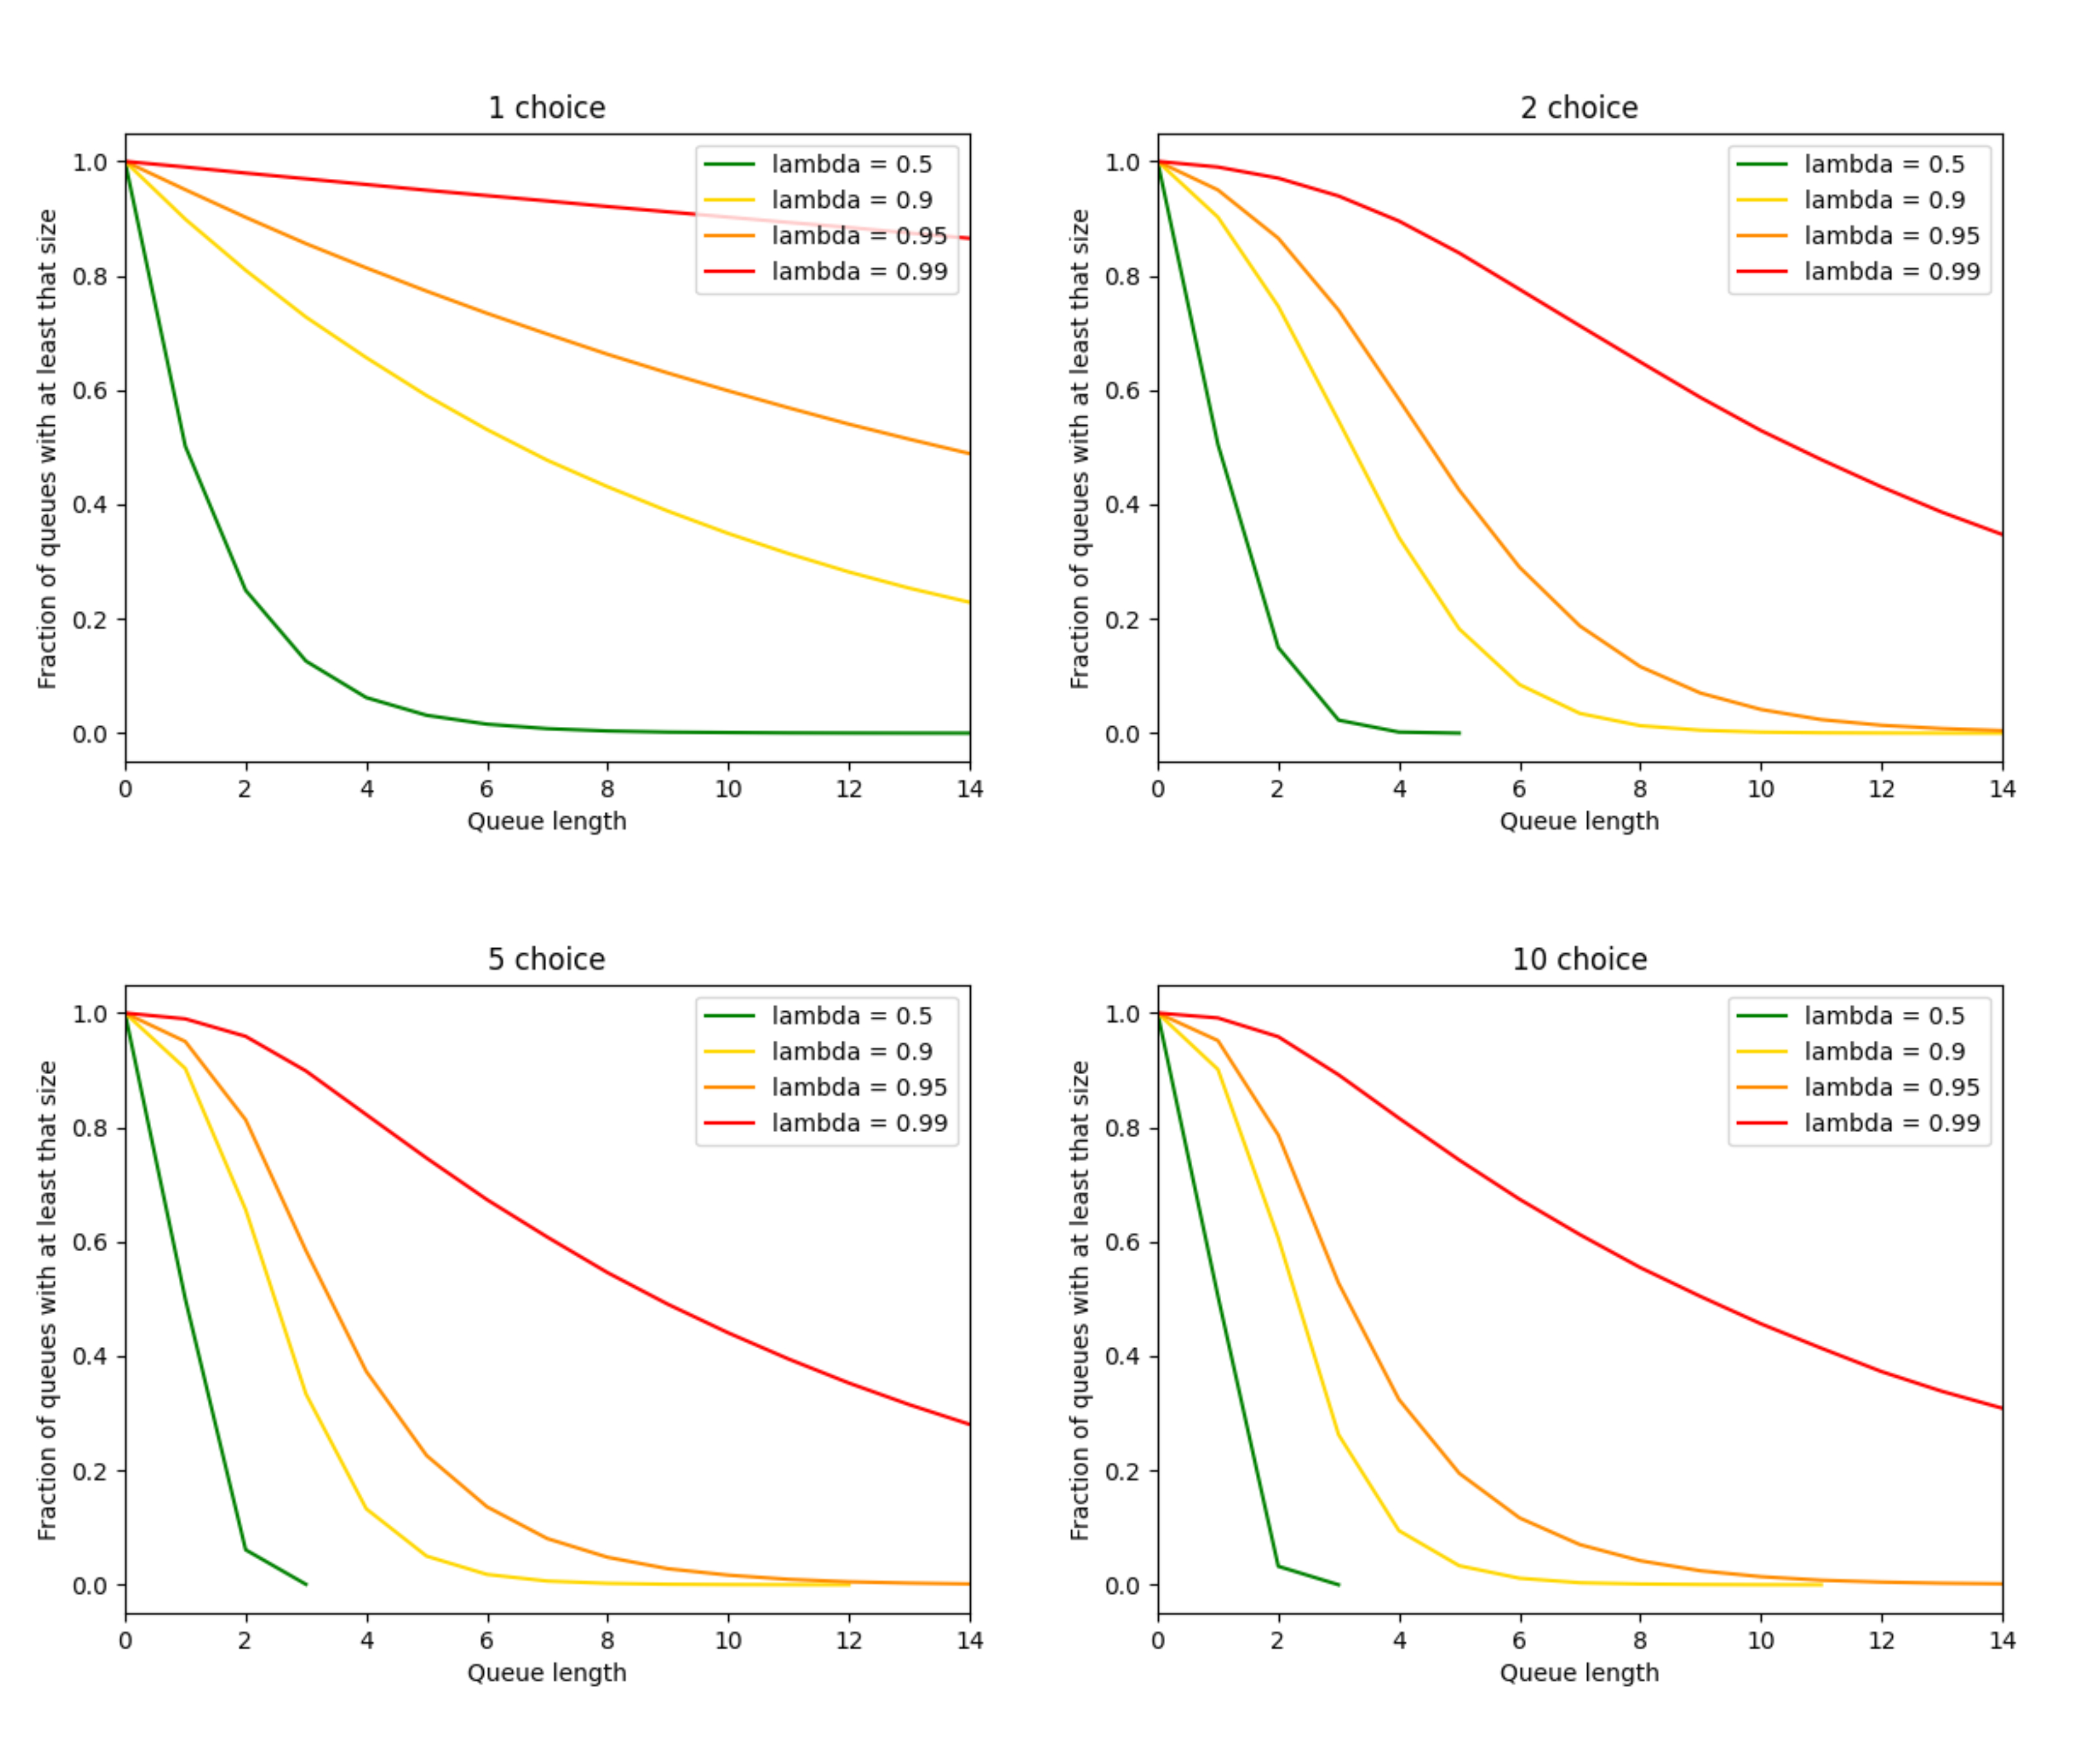 1 choice
Fraction of queues with at least that size
1.0
0.8
0.6
0.4
0.2
0.0
lambda = 0.5
lambda = 0.9
lambda = 0.95
lambda = 0.99
0 2 4 6 8 10 12 14
Queue length
2 choice
Fraction of queues with at least that size
1.0
0.8
0.6
0.4
0.2
0.0
lambda = 0.5
lambda = 0.9
lambda = 0.95
lambda = 0.99
0 2 4 6 8 10 12 14
Queue length
5 choice
Fraction of queues with at least that size
1.0
0.8
0.6
0.4
0.2
0.0
lambda = 0.5
lambda = 0.9
lambda = 0.95
lambda = 0.99
0 2 4 6 8 10 12 14
Queue length
10 choice
Fraction of queues with at least that size
1.0
0.8
0.6
0.4
0.2
0.0
lambda = 0.5
lambda = 0.9
lambda = 0.95
lambda = 0.99
0 2 4 6 8 10 12 14
Queue length